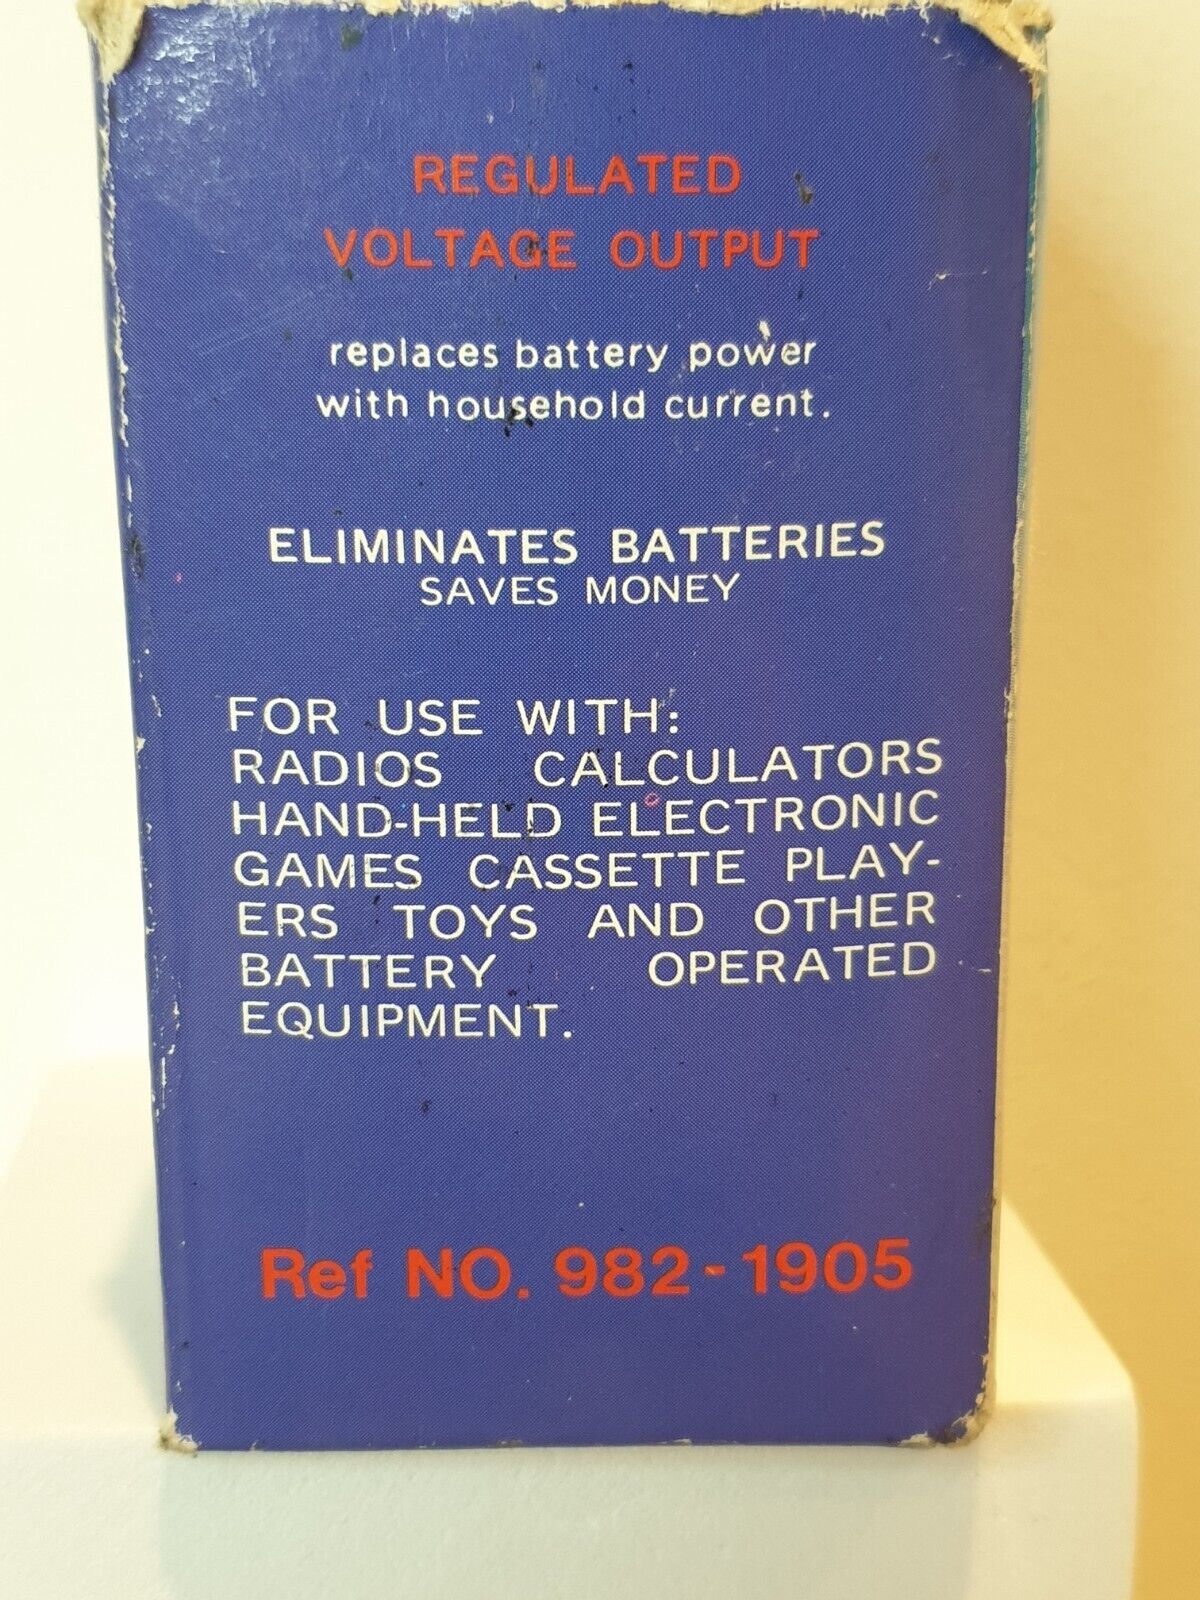 REGULATED
VOLTAGE OUTPUT
replaces battery power
with household current.
ELIMINATES BATTERIES
SAVES MONEY
FOR USE WITH:
RADIOS CALCULATORS
HAND-HELD ELECTRONIC
GAMES CASSETTE PLAY-
ERS TOYS AND OTHER
BATTERY OPERATED
EQUIPMENT.
Ref NO. 982-1905